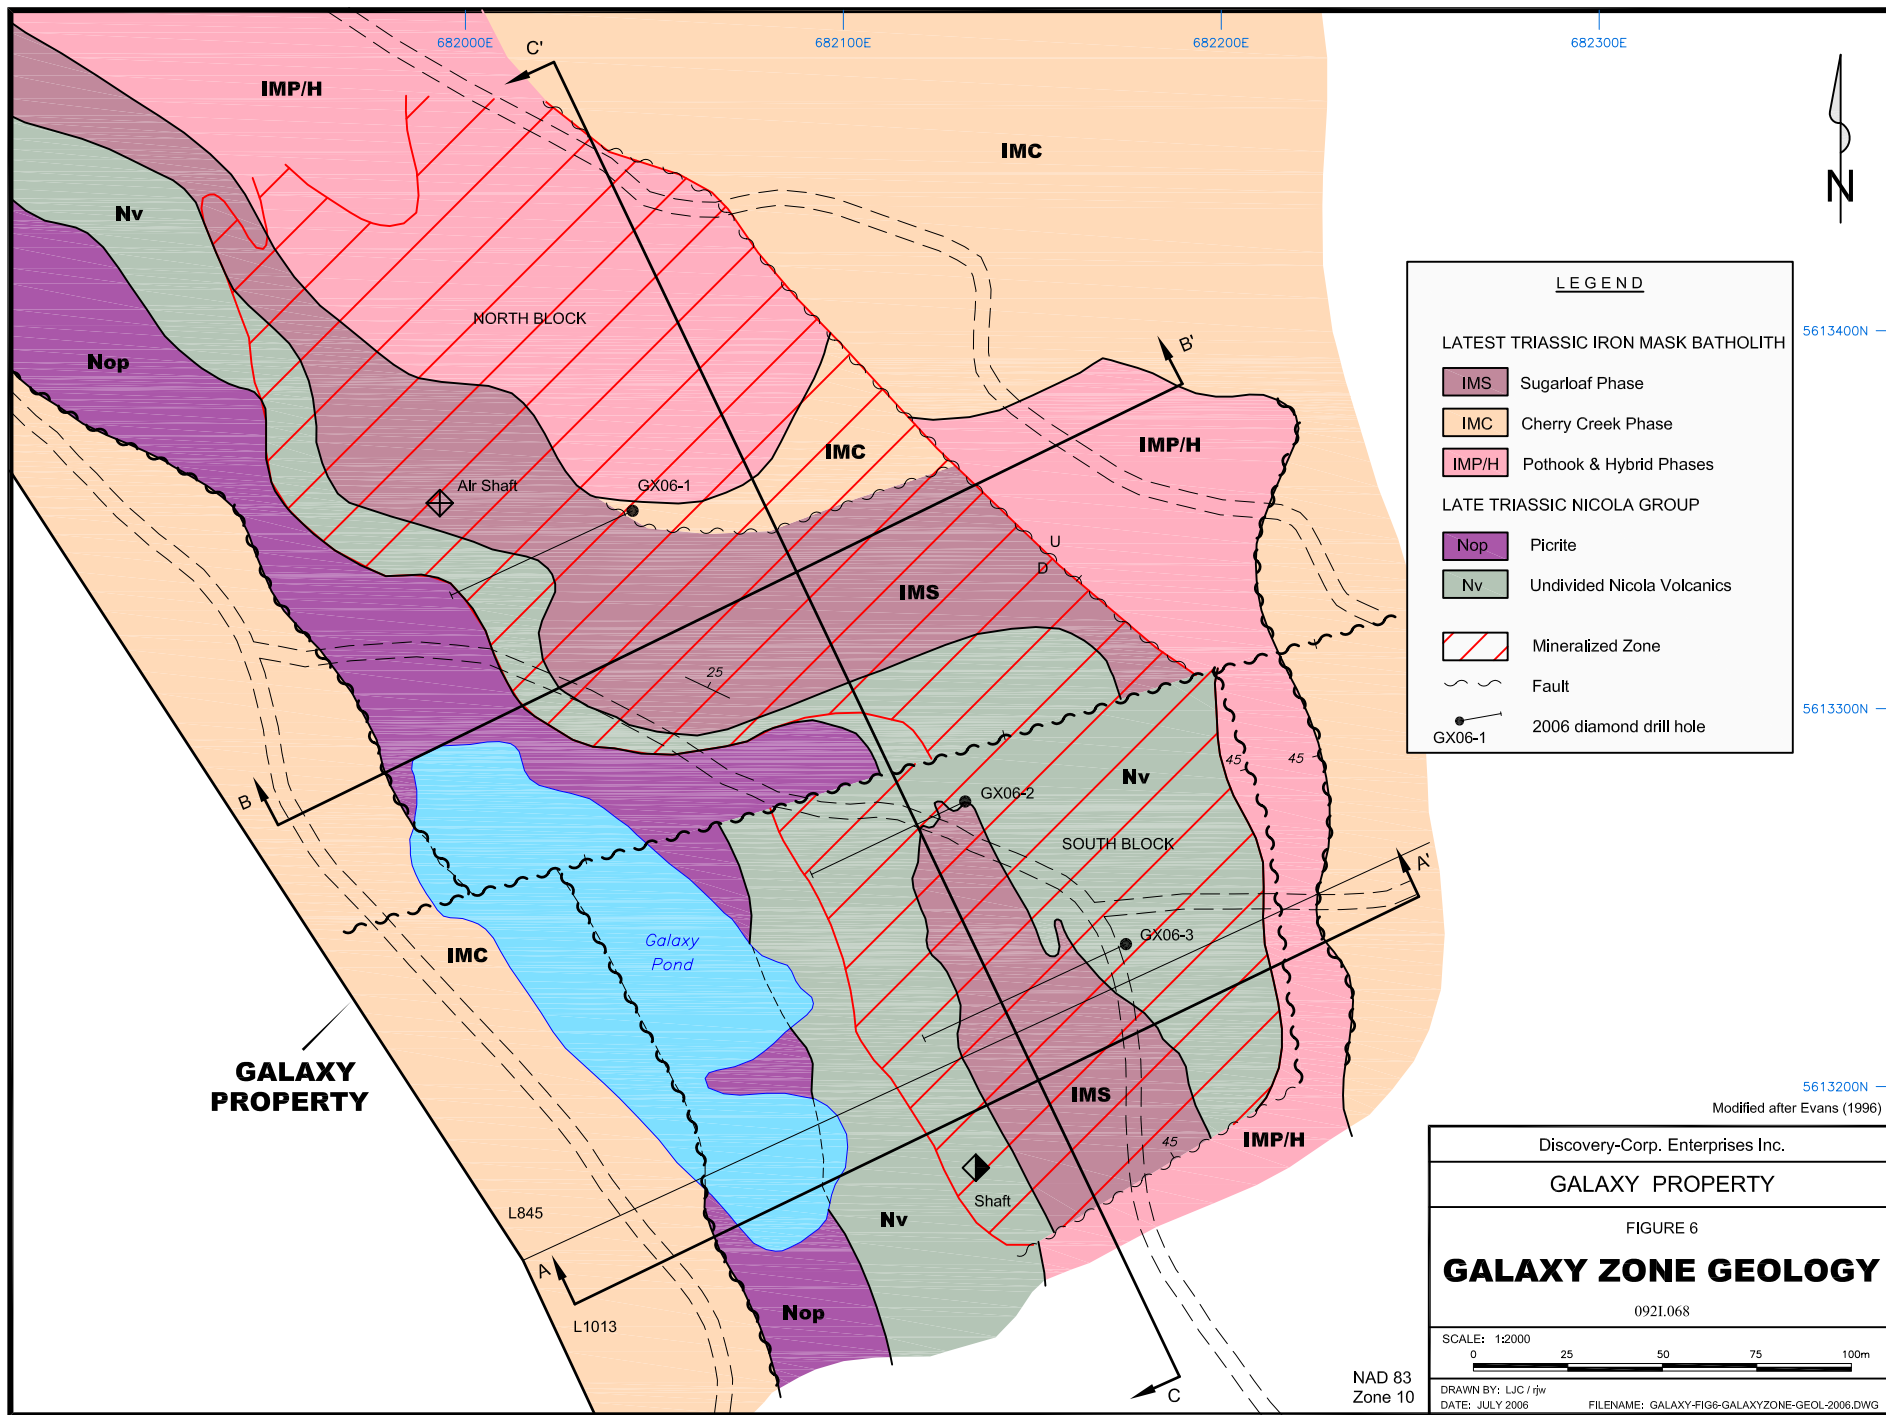 682000E
682100E
682200E
682300E
C'
IMP/H
IMC
N
Nv
NORTH BLOCK
B'
5613400N
Nop
IMC
IMP/H
Air Shaft
GX06-1
U
D
IMS
25
LEGEND
LATEST TRIASSIC IRON MASK BATHOLITH
IMS Sugarloaf Phase
IMC Cherry Creek Phase
IMP/H Pothook & Hybrid Phases
LATE TRIASSIC NICOLA GROUP
Nop Picrite
Nv Undivided Nicola Volcanics
Mineralized Zone
Fault
GX06-1 2006 diamond drill hole
5613300N
B
Nv
45
45
GX06-2
SOUTH BLOCK
A'
IMC
Galaxy
Pond
GX06-3
GALAXY
PROPERTY
IMS
5613200N
Modified after Evans (1996)
45
IMP/H
Shaft
L845
Nv
A
L1013
Nop
C
NAD 83
Zone 10
Discovery-Corp. Enterprises Inc.
GALAXY PROPERTY
FIGURE 6
GALAXY ZONE GEOLOGY
092I.068
SCALE: 1:2000
0 25 50 75 100m
DRAWN BY: LJC / rjw
DATE: JULY 2006 FILENAME: GALAXY-FIG6-GALAXYZONE-GEOL-2006.DWG